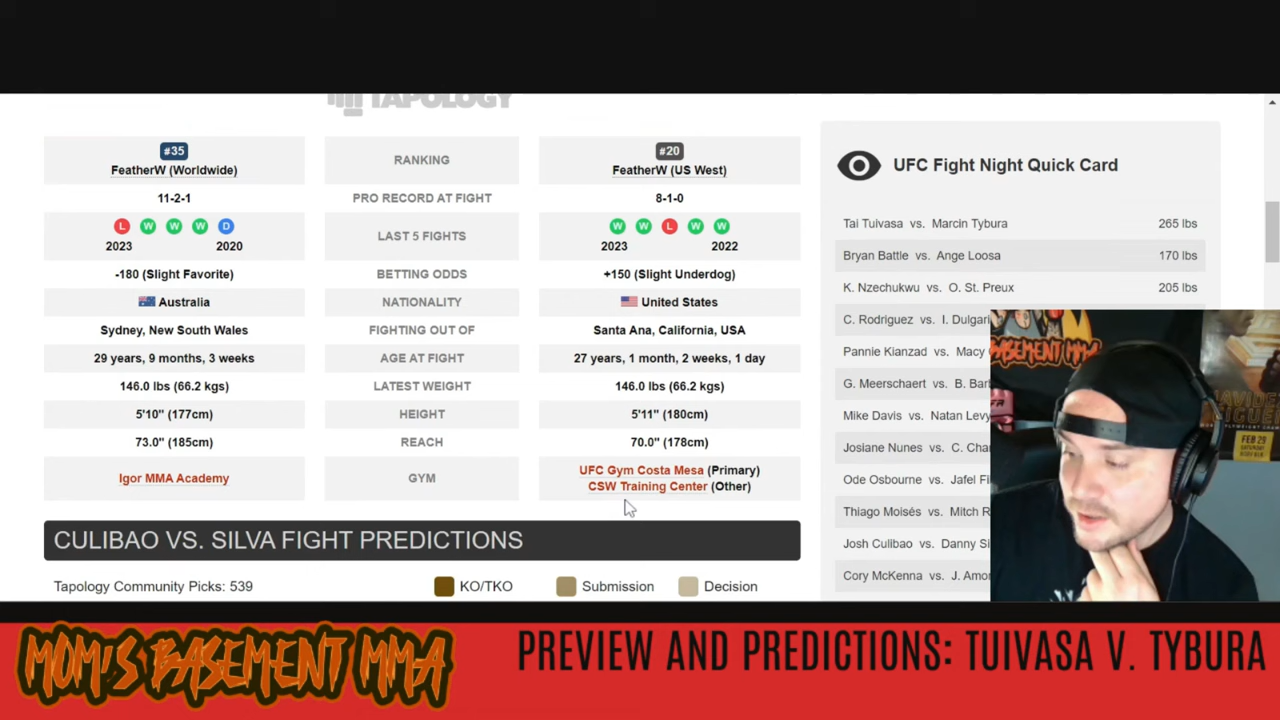 TAPOLOGY
#35
FeatherW (Worldwide)
RANKING
#20
FeatherW (US West)
11-2-1
PRO RECORD AT FIGHT
8-1-0
L W W W D
2023 2020
LAST 5 FIGHTS
W W L W W
2023 2022
-180 (Slight Favorite)
BETTING ODDS
+150 (Slight Underdog)
Australia
NATIONALITY
United States
Sydney, New South Wales
FIGHTING OUT OF
Santa Ana, California, USA
29 years, 9 months, 3 weeks
AGE AT FIGHT
27 years, 1 month, 2 weeks, 1 day
146.0 lbs (66.2 kgs)
LATEST WEIGHT
146.0 lbs (66.2 kgs)
5'10" (177cm)
HEIGHT
5'11" (180cm)
73.0" (185cm)
REACH
70.0" (178cm)
Igor MMA Academy
GYM
UFC Gym Costa Mesa (Primary)
CSW Training Center (Other)
CULIBAO VS. SILVA FIGHT PREDICTIONS
Tapology Community Picks: 539
KO/TKO
Submission
Decision
UFC Fight Night Quick Card
Tai Tuivasa vs. Marcin Tybura 265 lbs
Bryan Battle vs. Ange Loosa 170 lbs
K. Nzechukwu vs. O. St. Preux 205 lbs
C. Rodriguez vs. I. Dulgari
Pannie Kianzad vs. Macy
G. Meerschaert vs. B. Bar
Mike Davis vs. Natan Levy
Josiane Nunes vs. C. Cha
Ode Osbourne vs. Jafel Fi
Thiago Moisés vs. Mitch R
Josh Culibao vs. Danny Si
Cory McKenna vs. J. Amor
BASEMENT MMA
FEB 29
MOM'S BASEMENT MMA
PREVIEW AND PREDICTIONS: TUIVASA V. TYBURA